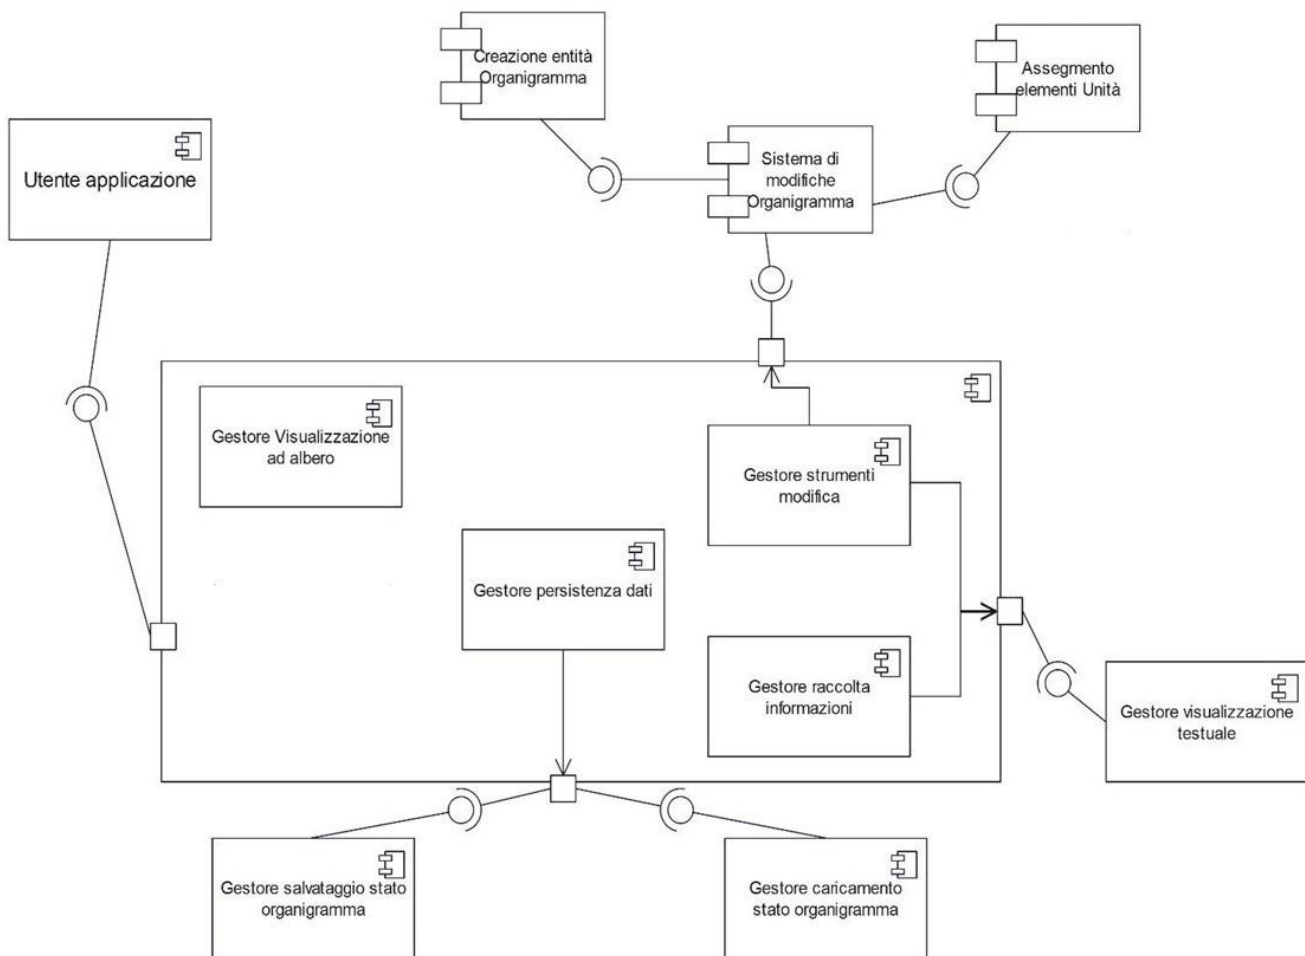 Creazione entità
Organigramma
Assegmento
elementi Unità
Utente applicazione
Sistema di
modifiche
Organigramma
Gestore Visualizzazione
ad albero
Gestore strumenti
modifica
Gestore persistenza dati
Gestore raccolta
informazioni
Gestore visualizzazione
testuale
Gestore salvataggio stato
organigramma
Gestore caricamento
stato organigramma